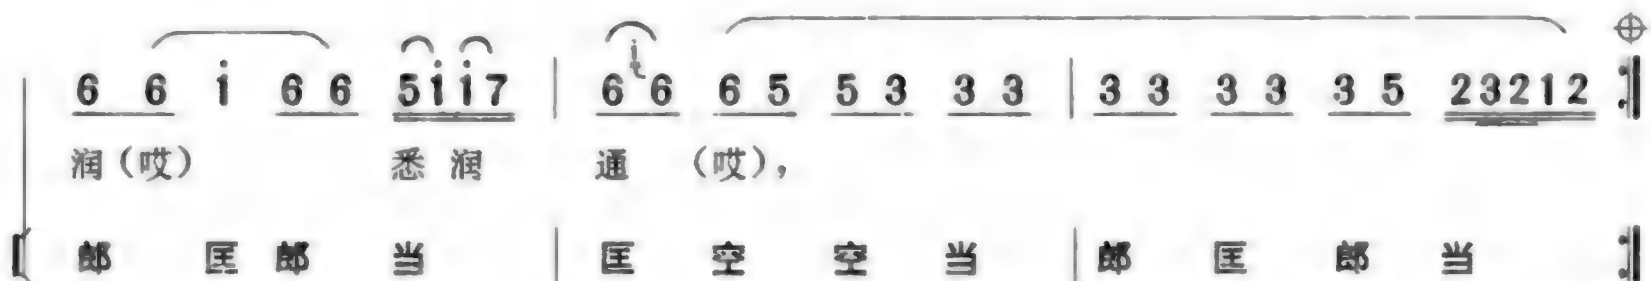 6 6 i 6 6 5ii7 | i 6 6 6 5 5 3 3 3 | 3 3 3 3 3 5 23212
润（哎） 悉 润 通 （哎），
郎 匡 郎 当 | 匡 空 空 当 | 郎 匡 郎 当